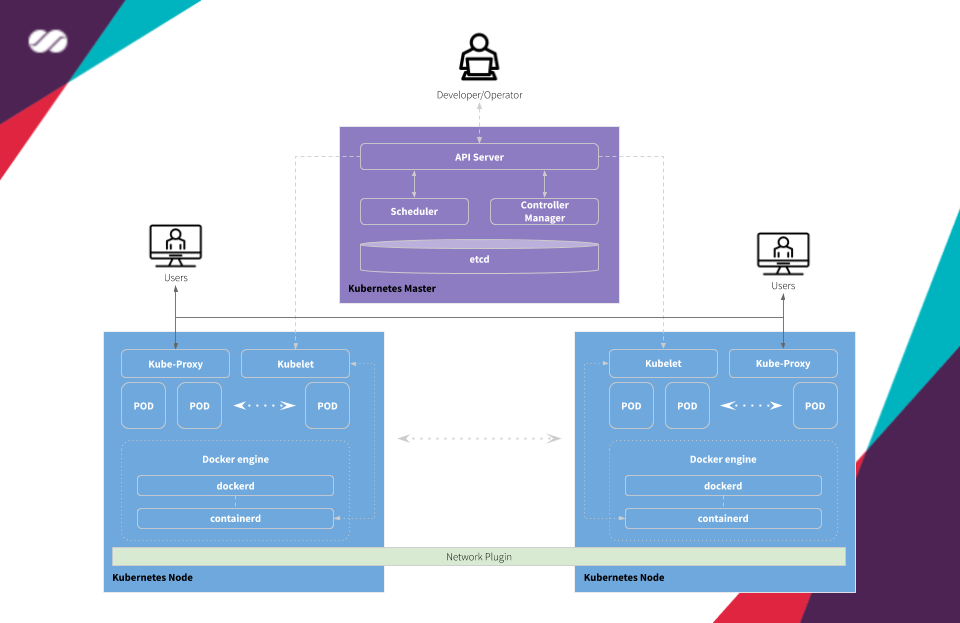 Developer/Operator
API Server
Scheduler
Controller
Manager
etcd
Kubernetes Master
Users
Users
Kube-Proxy
Kubelet
POD
POD
POD
Docker engine
dockerd
containerd
Kubelet
Kube-Proxy
POD
POD
POD
Docker engine
dockerd
containerd
Network Plugin
Kubernetes Node
Kubernetes Node